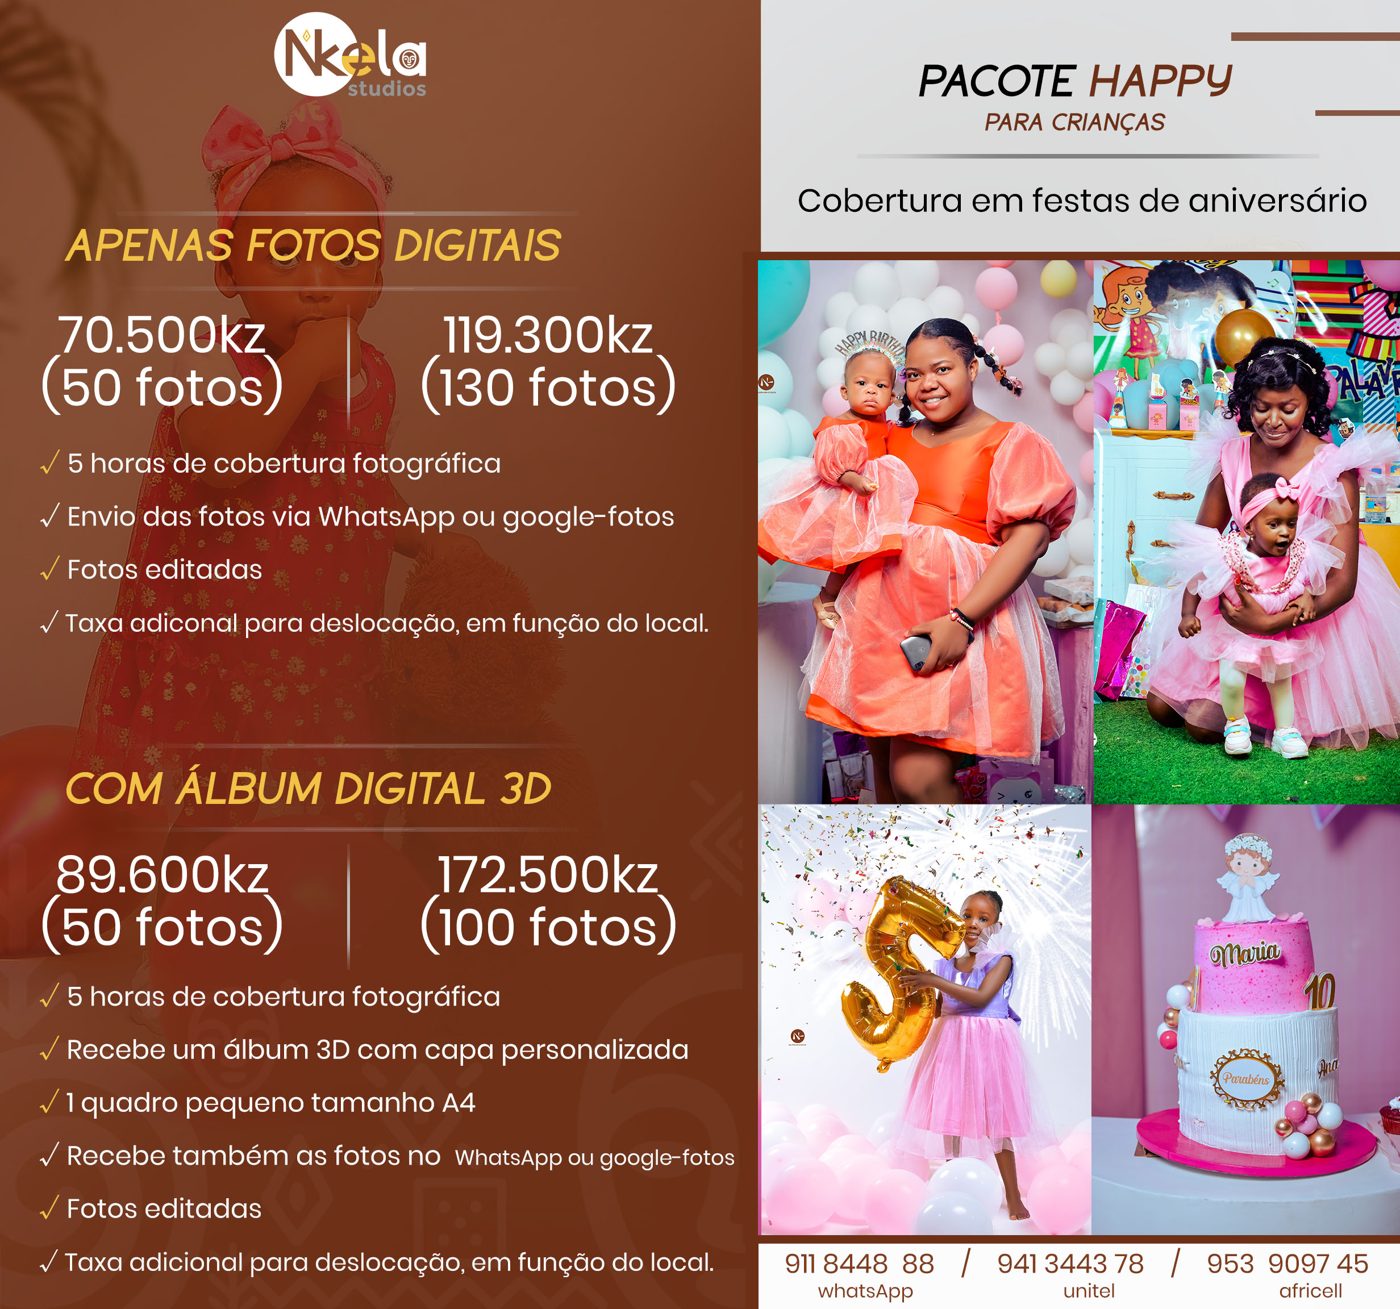 Nkela
studios
APENAS FOTOS DIGITAIS
70.500kz
(50 fotos)
119.300kz
(130 fotos)
√ 5 horas de cobertura fotográfica
√ Envio das fotos via WhatsApp ou google-fotos
√ Fotos editadas
√ Taxa adiconal para deslocação, em função do local.
COM ÁLBUM DIGITAL 3D
89.600kz
(50 fotos)
172.500kz
(100 fotos)
√ 5 horas de cobertura fotográfica
√ Recebe um álbum 3D com capa personalizada
√ 1 quadro pequeno tamanho A4
√ Recebe também as fotos no WhatsApp ou google-fotos
√ Fotos editadas
√ Taxa adicional para deslocação, em função do local.
PACOTE HAPPY
PARA CRIANÇAS
Cobertura em festas de aniversário
HAPPY BIRTHD
PALAV
5
Maria
10
Parabéns
Ana
911 8448 88 / 941 3443 78 / 953 9097 45
whatsApp unitel africell